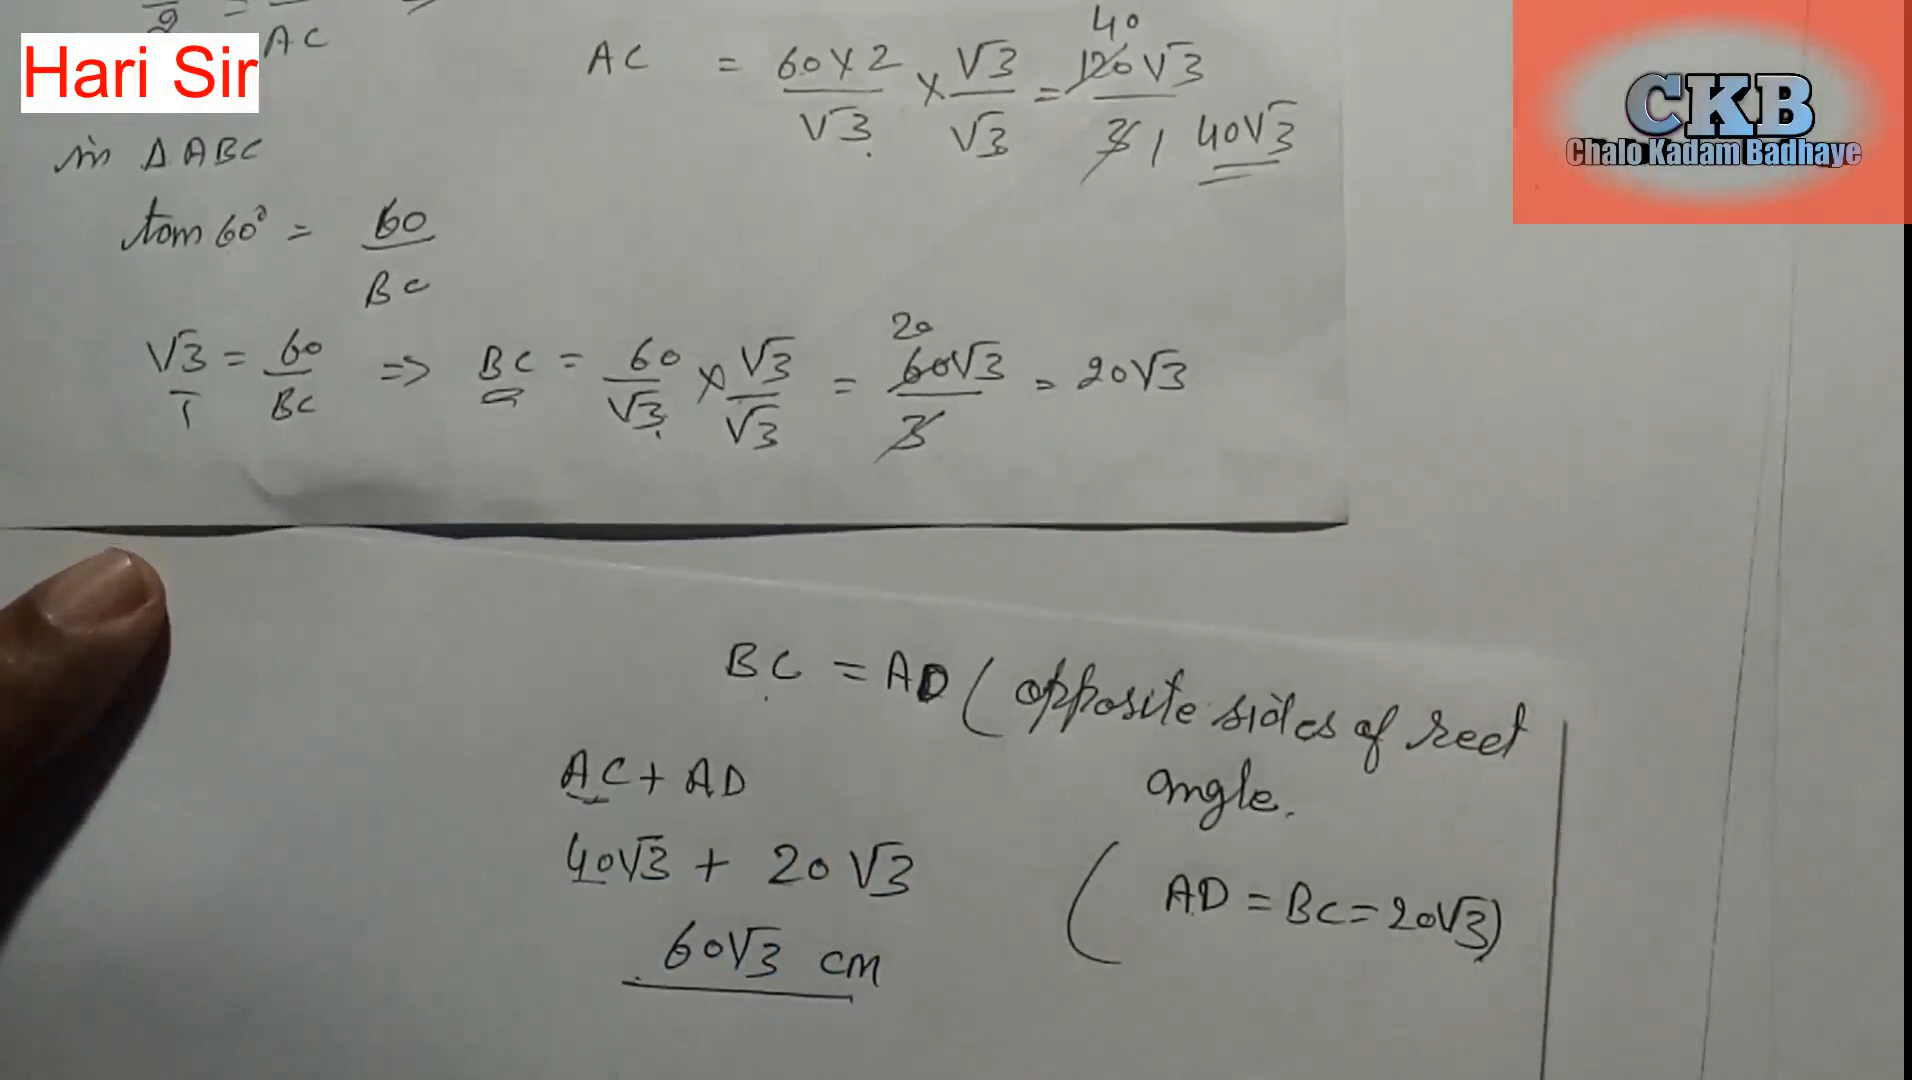 2 = AC
Hari Sir
AC = 60×2/√3 × √3/√3 = 40 120√3/3 1 40√3
CKB
Chalo Kadam Badhaye
in Δ ABC
tan 60° = 60/BC
√3/1 = 60/BC => BC = 60/√3 × √3/√3 = 20 60√3/3 = 20√3
BC = AD (opposite sides of rect
angle.
AC + AD
40√3 + 20√3
(AD = BC = 20√3)
60√3 cm